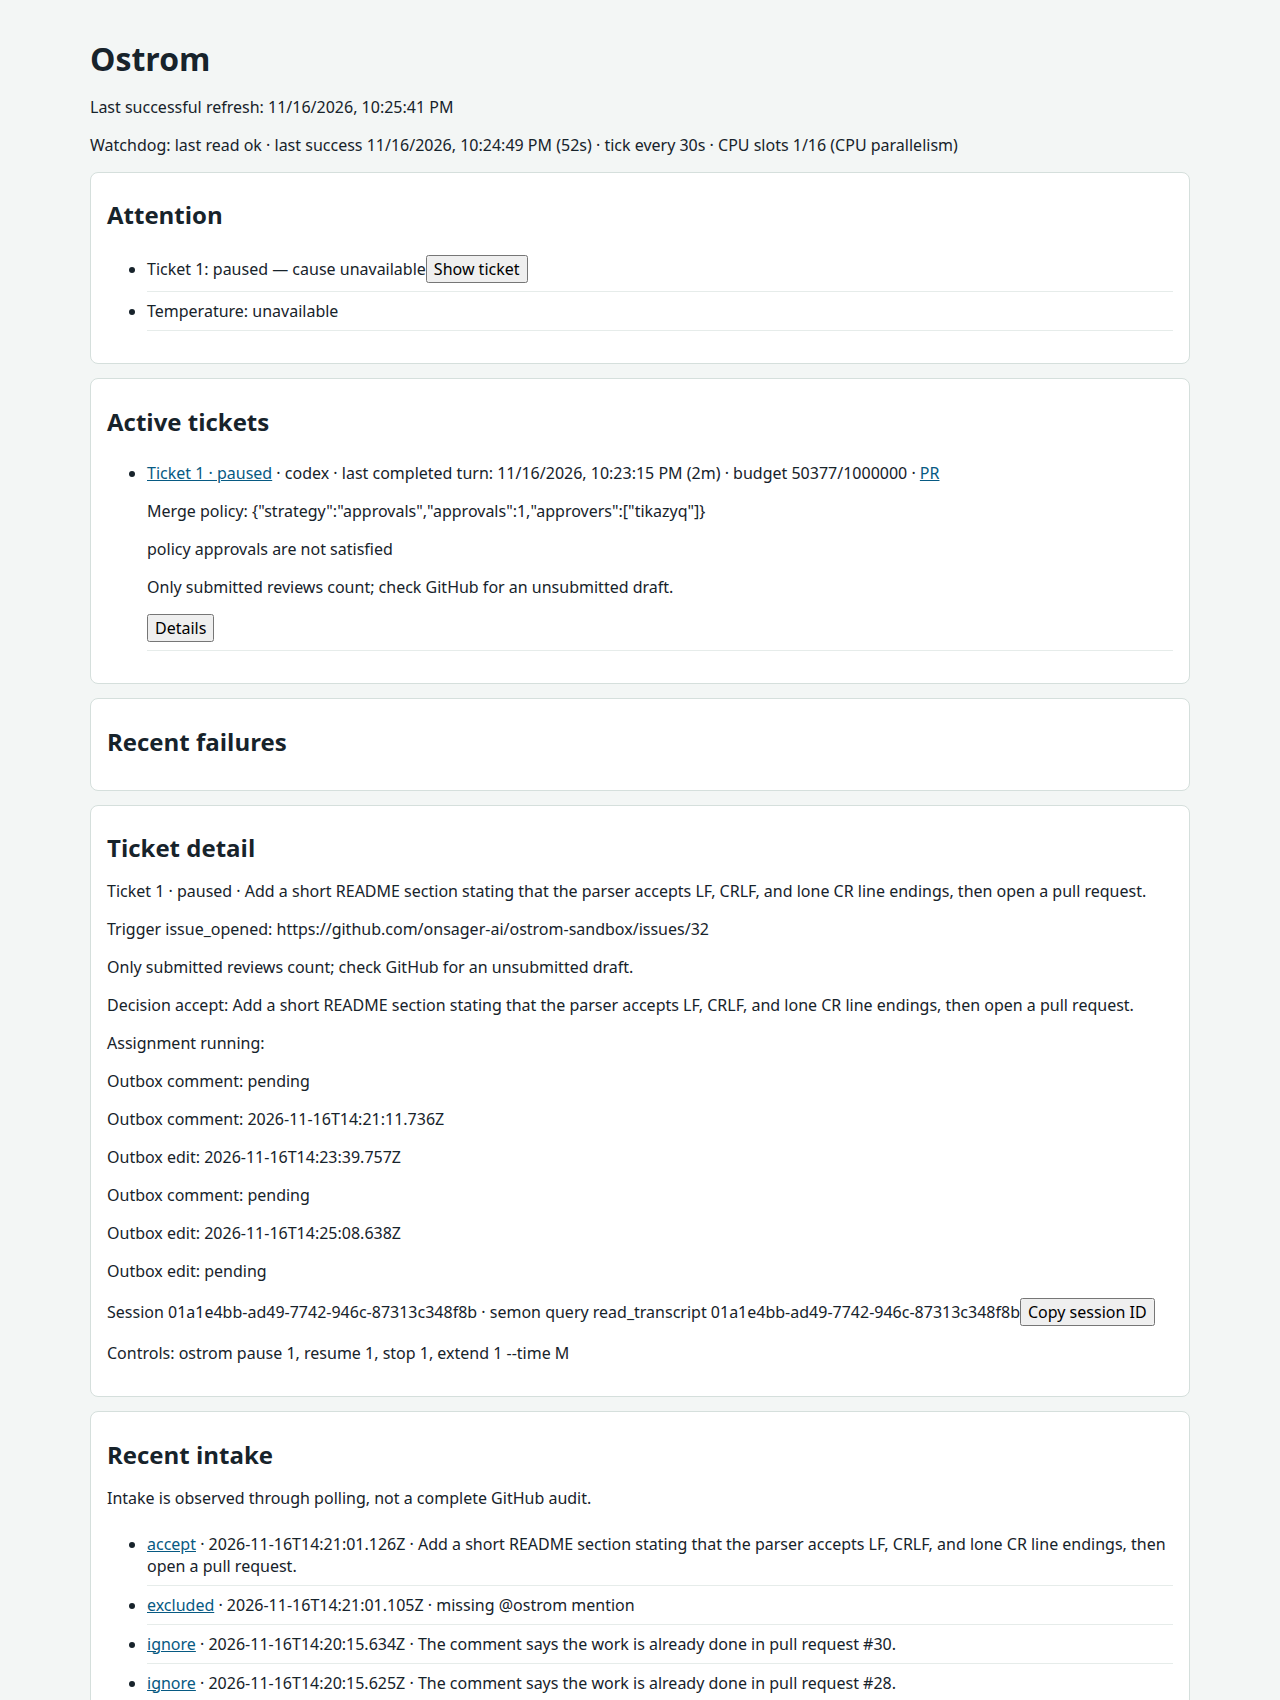 Ostrom
Last successful refresh: 11/16/2026, 10:25:41 PM
Watchdog: last read ok · last success 11/16/2026, 10:24:49 PM (52s) · tick every 30s · CPU slots 1/16 (CPU parallelism)
Attention
Ticket 1: paused — cause unavailable Show ticket
Temperature: unavailable
Active tickets
Ticket 1 · paused · codex · last completed turn: 11/16/2026, 10:23:15 PM (2m) · budget 50377/1000000 · PR
Merge policy: {"strategy":"approvals","approvals":1,"approvers":["tikazyq"]}
policy approvals are not satisfied
Only submitted reviews count; check GitHub for an unsubmitted draft.
Details
Recent failures
Ticket detail
Ticket 1 · paused · Add a short README section stating that the parser accepts LF, CRLF, and lone CR line endings, then open a pull request.
Trigger issue_opened: https://github.com/onsager-ai/ostrom-sandbox/issues/32
Only submitted reviews count; check GitHub for an unsubmitted draft.
Decision accept: Add a short README section stating that the parser accepts LF, CRLF, and lone CR line endings, then open a pull request.
Assignment running:
Outbox comment: pending
Outbox comment: 2026-11-16T14:21:11.736Z
Outbox edit: 2026-11-16T14:23:39.757Z
Outbox comment: pending
Outbox edit: 2026-11-16T14:25:08.638Z
Outbox edit: pending
Session 01a1e4bb-ad49-7742-946c-87313c348f8b · semon query read_transcript 01a1e4bb-ad49-7742-946c-87313c348f8b Copy session ID
Controls: ostrom pause 1, resume 1, stop 1, extend 1 --time M
Recent intake
Intake is observed through polling, not a complete GitHub audit.
accept · 2026-11-16T14:21:01.126Z · Add a short README section stating that the parser accepts LF, CRLF, and lone CR line endings, then
open a pull request.
excluded · 2026-11-16T14:21:01.105Z · missing @ostrom mention
ignore · 2026-11-16T14:20:15.634Z · The comment says the work is already done in pull request #30.
ignore · 2026-11-16T14:20:15.625Z · The comment says the work is already done in pull request #28.